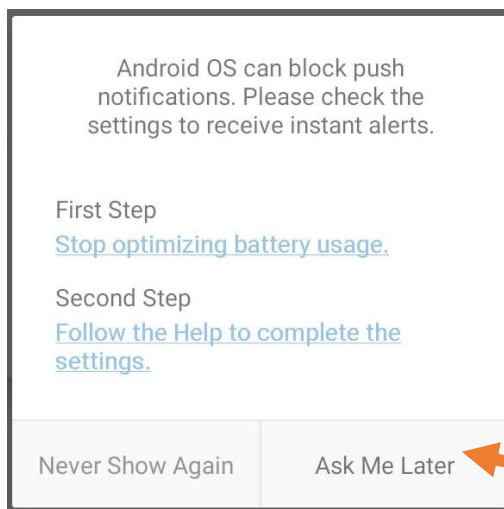 Android OS can block push
notifications. Please check the
settings to receive instant alerts.
First Step
Stop optimizing battery usage.
Second Step
Follow the Help to complete the
settings.
Never Show Again
Ask Me Later